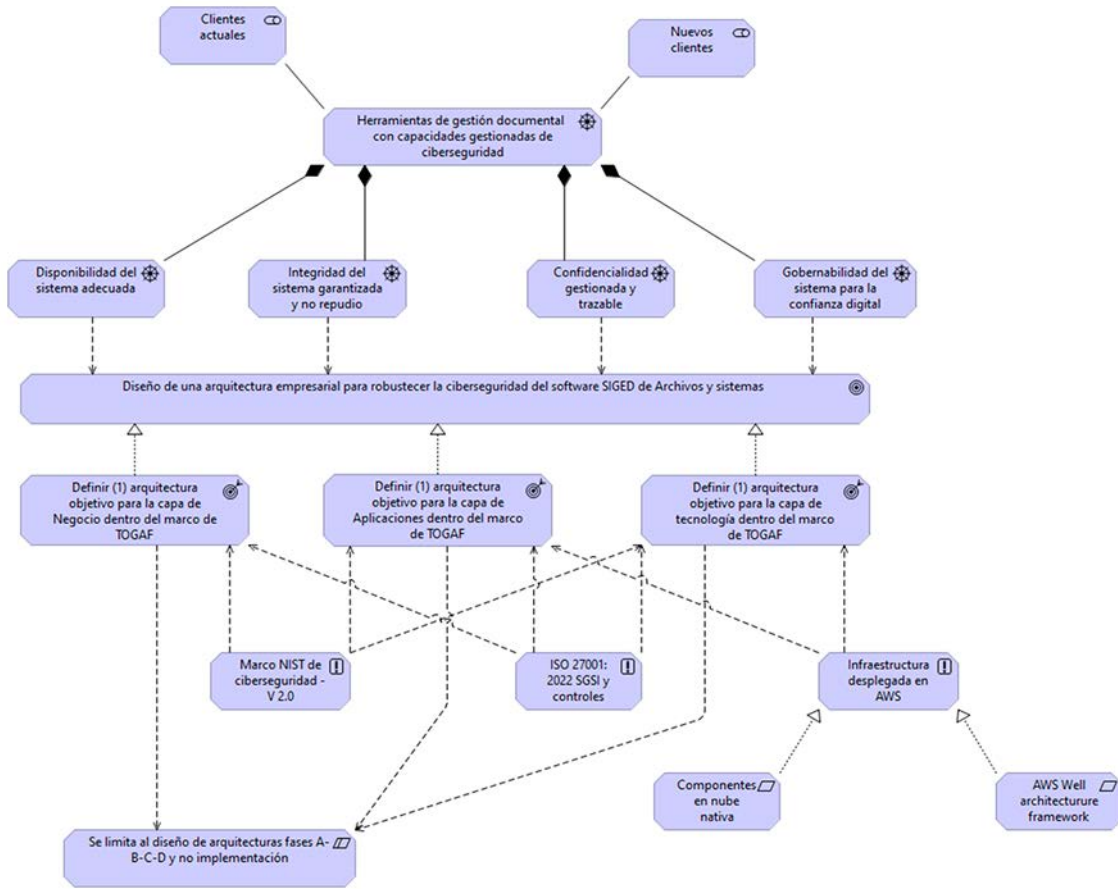 Clientes
actuales
Nuevos
clientes
Herramientas de gestión documental
con capacidades gestionadas de
ciberseguridad
Disponibilidad del
sistema adecuada
Integridad del
sistema garantizada
y no repudio
Confidencialidad
gestionada y
trazable
Gobernabilidad del
sistema para la
confianza digital
Diseño de una arquitectura empresarial para robustecer la ciberseguridad del software SIGED de Archivos y sistemas
Definir (1) arquitectura
objetivo para la capa de
Negocio dentro del marco de
TOGAF
Definir (1) arquitectura
objetivo para la capa de
Aplicaciones dentro del marco
de TOGAF
Definir (1) arquitectura
objetivo para la capa de
tecnología dentro del marco
de TOGAF
Marco NIST de
ciberseguridad -
V 2.0
ISO 27001:
2022 SGSI y
controles
Infraestructura
desplegada en
AWS
Componentes
en nube
nativa
AWS Well
architecturure
framework
Se limita al diseño de arquitecturas fases A-
B-C-D y no implementación